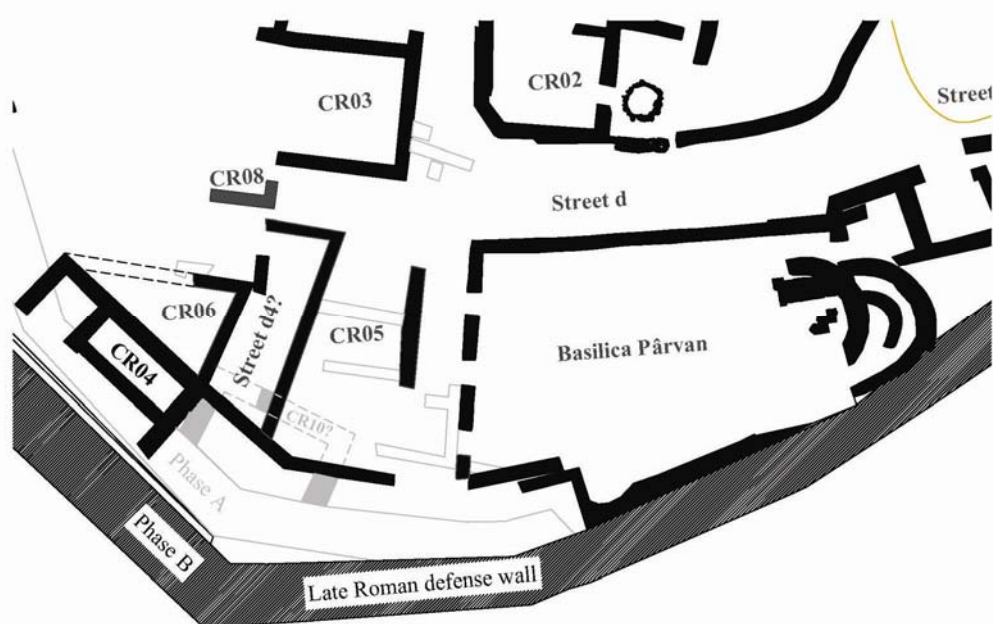 CR03
CR02
Street
CR08
Street d
CR06
Street d4?
CR05
Basilica Pârvan
CR04
CR10?
Phase A
Phase B
Late Roman defense wall